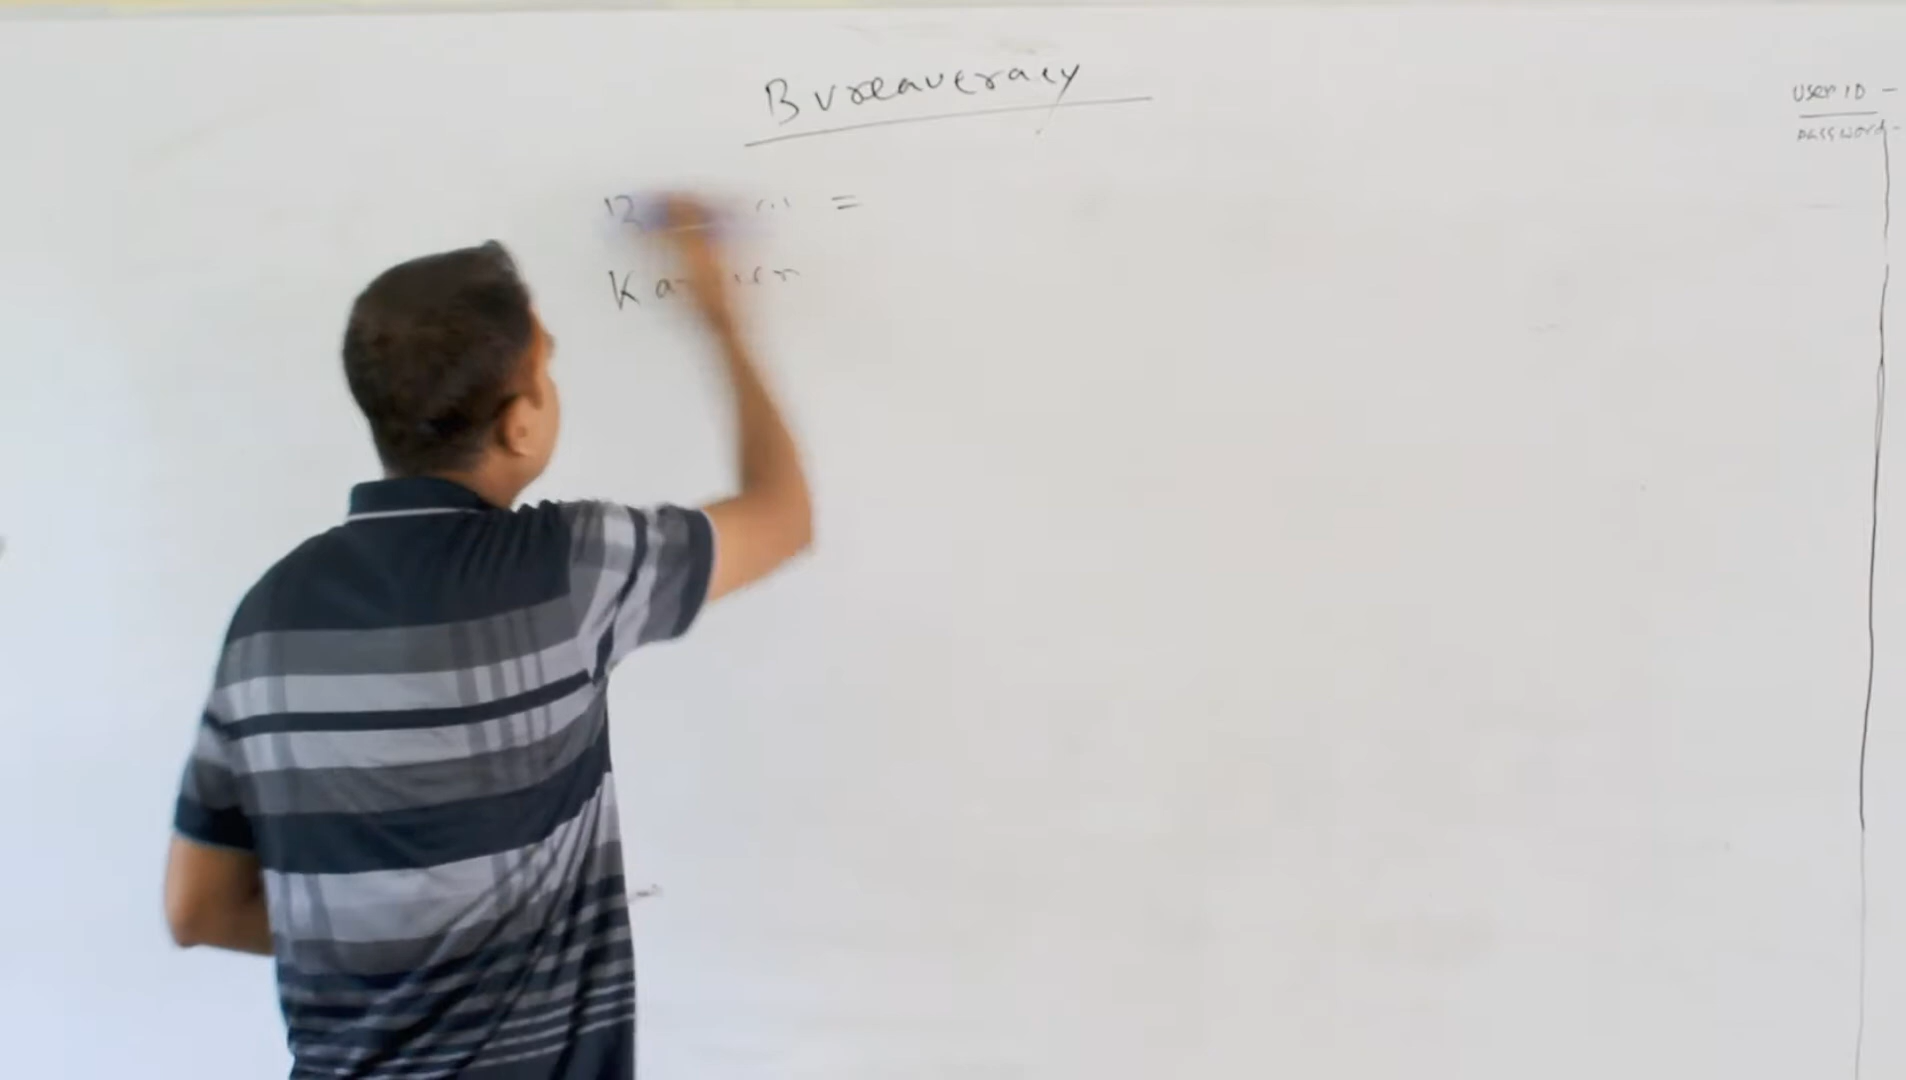 Bureaucracy
USER ID -
PASSWORD -
=